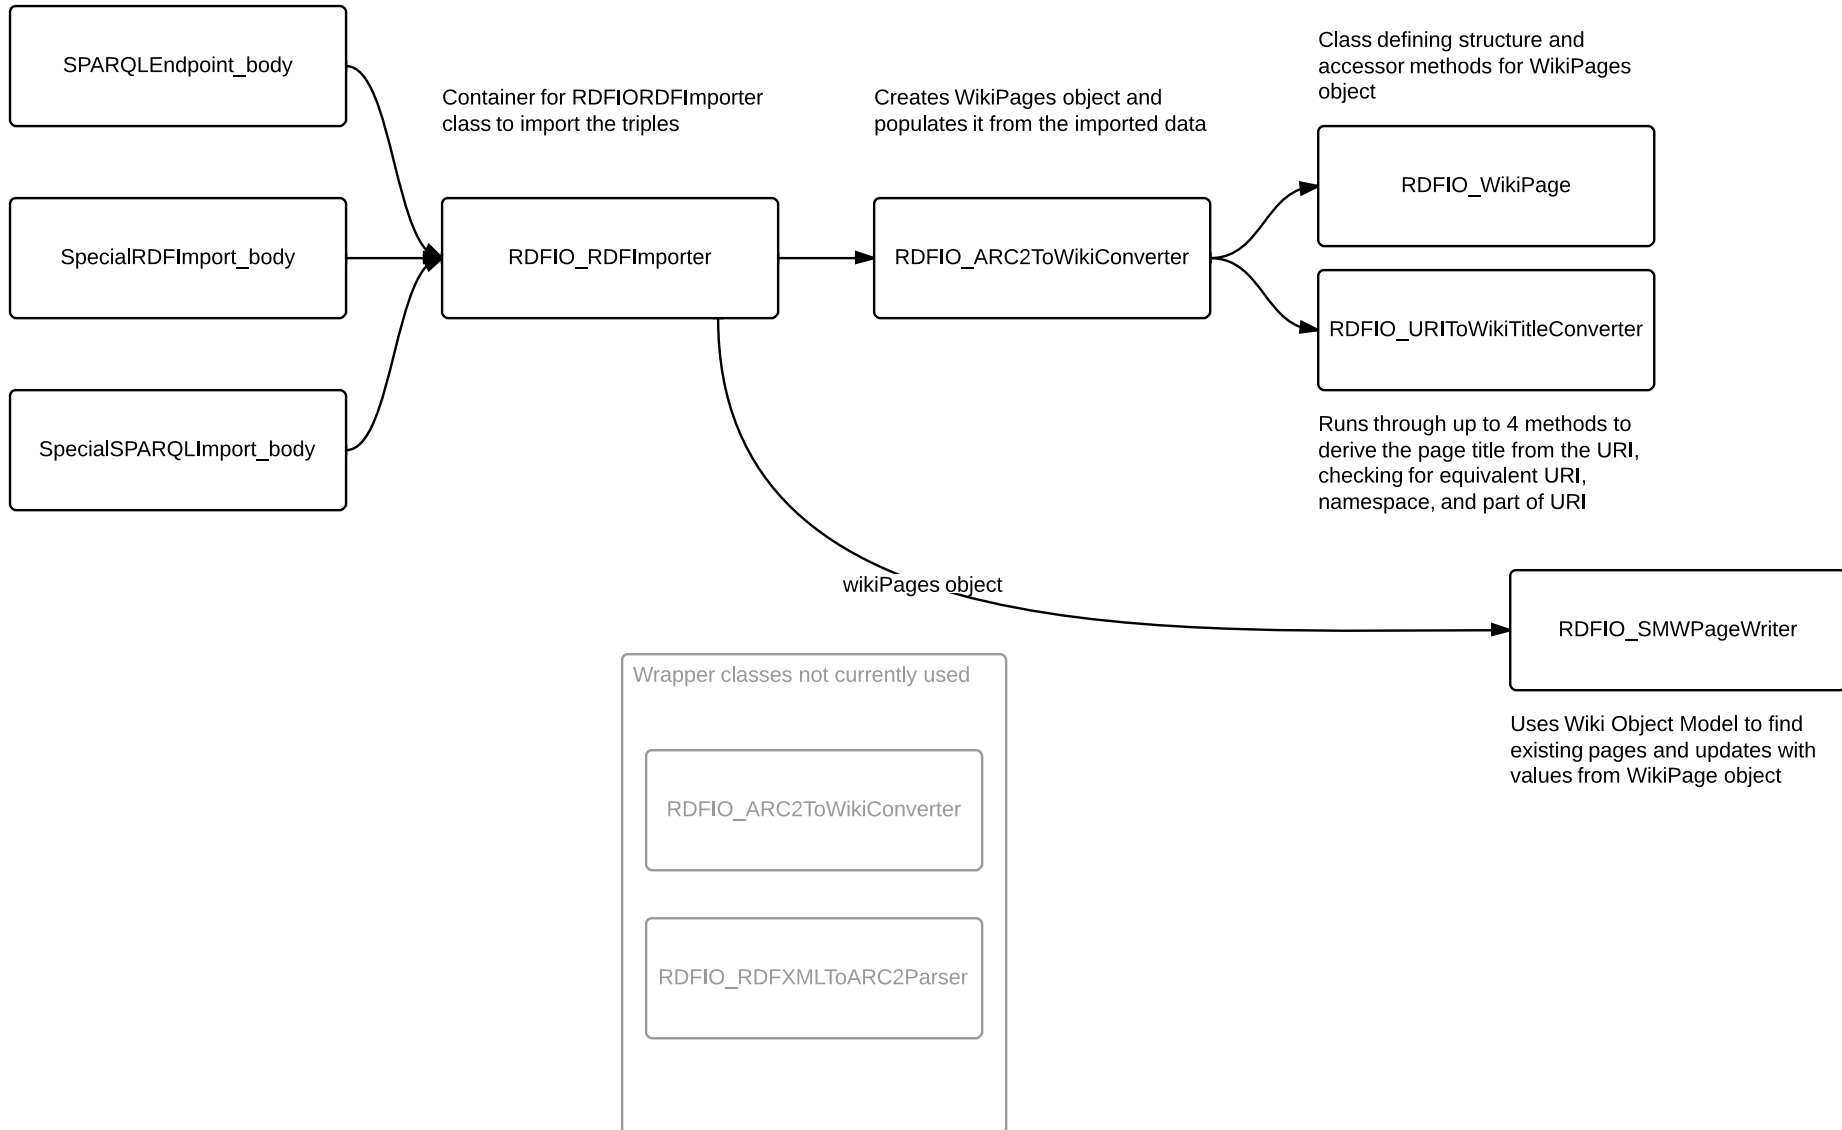 SPARQLEndpoint_body
SpecialRDFImport_body
SpecialSPARQLImport_body
Container for RDFIORDFImporter
class to import the triples
RDFIO_RDFImporter
Creates WikiPages object and
populates it from the imported data
RDFIO_ARC2ToWikiConverter
Class defining structure and
accessor methods for WikiPages
object
RDFIO_WikiPage
RDFIO_URIToWikiTitleConverter
Runs through up to 4 methods to
derive the page title from the URI,
checking for equivalent URI,
namespace, and part of URI
wikiPages object
RDFIO_SMWPageWriter
Uses Wiki Object Model to find
existing pages and updates with
values from WikiPage object
Wrapper classes not currently used
RDFIO_ARC2ToWikiConverter
RDFIO_RDFXMLToARC2Parser